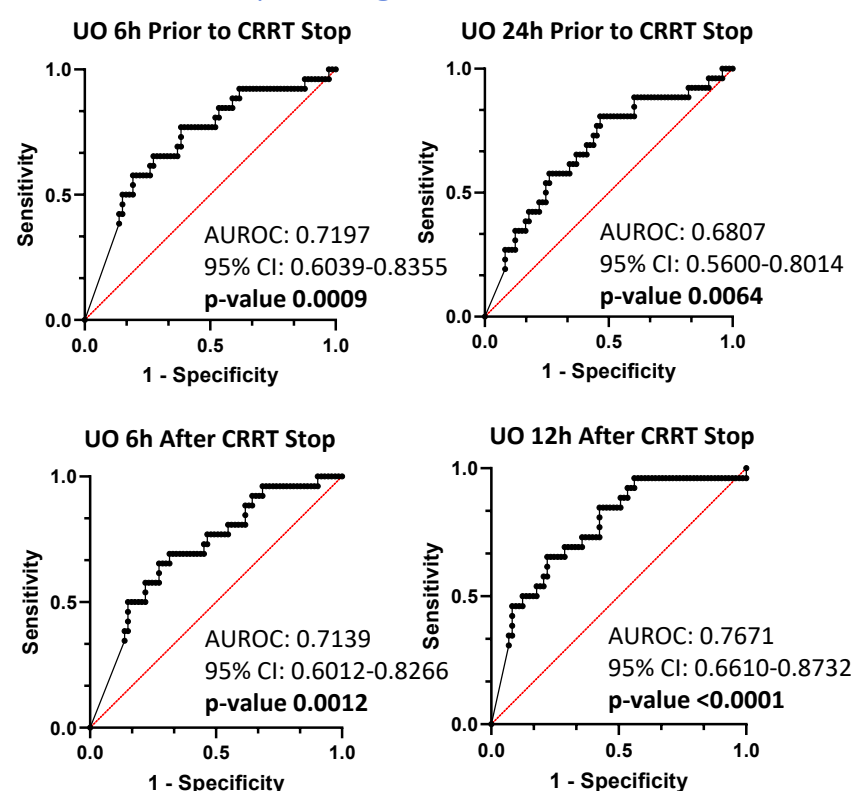 UO 6h Prior to CRRT Stop
1.0
0.5
0.0
0.0 0.5 1.0
Sensitivity
1 - Specificity
AUROC: 0.7197
95% CI: 0.6039-0.8355
p-value 0.0009
UO 24h Prior to CRRT Stop
1.0
0.5
0.0
0.0 0.5 1.0
Sensitivity
1 - Specificity
AUROC: 0.6807
95% CI: 0.5600-0.8014
p-value 0.0064
UO 6h After CRRT Stop
1.0
0.5
0.0
0.0 0.5 1.0
Sensitivity
1 - Specificity
AUROC: 0.7139
95% CI: 0.6012-0.8266
p-value 0.0012
UO 12h After CRRT Stop
1.0
0.5
0.0
0.0 0.5 1.0
Sensitivity
1 - Specificity
AUROC: 0.7671
95% CI: 0.6610-0.8732
p-value <0.0001